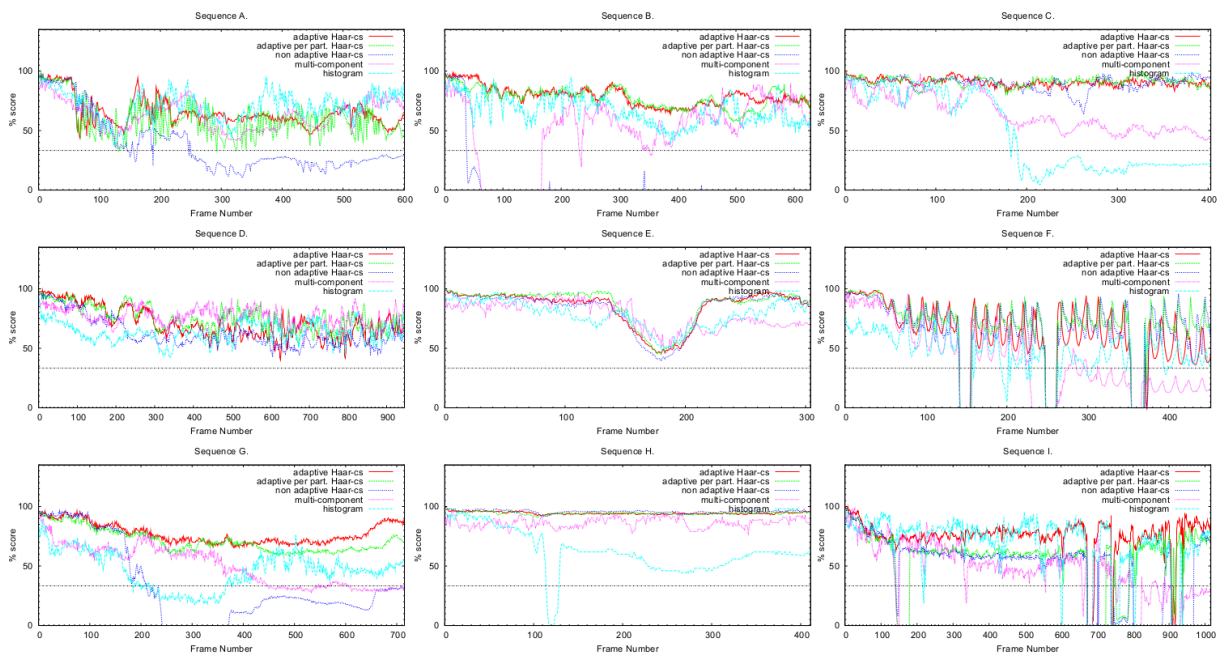 Sequence A.
adaptive Haar-cs
adaptive per part. Haar-cs
non adaptive Haar-cs
multi-component
histogram
100
50
0
% score
0 100 200 300 400 500 600
Frame Number
Sequence B.
adaptive Haar-cs
adaptive per part. Haar-cs
non adaptive Haar-cs
multi-component
histogram
100
50
0
% score
0 100 200 300 400 500 600
Frame Number
Sequence C.
adaptive Haar-cs
adaptive per part. Haar-cs
non adaptive Haar-cs
multi-component
histogram
100
50
0
% score
0 100 200 300 400
Frame Number
Sequence D.
adaptive Haar-cs
adaptive per part. Haar-cs
non adaptive Haar-cs
multi-component
histogram
100
50
0
% score
0 100 200 300 400 500 600 700 800 900
Frame Number
Sequence E.
adaptive Haar-cs
adaptive per part. Haar-cs
non adaptive Haar-cs
multi-component
histogram
100
50
0
% score
0 100 200 300
Frame Number
Sequence F.
adaptive Haar-cs
adaptive per part. Haar-cs
non adaptive Haar-cs
multi-component
histogram
100
50
0
% score
0 100 200 300 400
Frame Number
Sequence G.
adaptive Haar-cs
adaptive per part. Haar-cs
non adaptive Haar-cs
multi-component
histogram
100
50
0
% score
0 100 200 300 400 500 600 700
Frame Number
Sequence H.
adaptive Haar-cs
adaptive per part. Haar-cs
non adaptive Haar-cs
multi-component
histogram
100
50
0
% score
0 100 200 300 400
Frame Number
Sequence I.
adaptive Haar-cs
adaptive per part. Haar-cs
non adaptive Haar-cs
multi-component
histogram
100
50
0
% score
0 100 200 300 400 500 600 700 800 900 1000
Frame Number